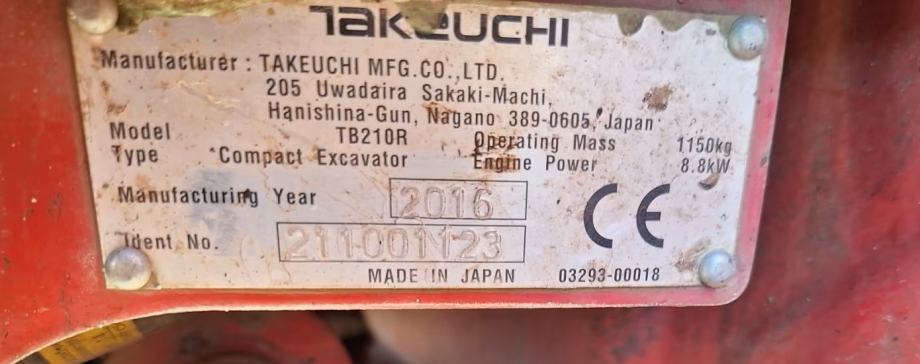 TAKEUCHI
Manufacturer : TAKEUCHI MFG.CO.,LTD.
205 Uwadaira Sakaki-Machi,
Hanishina-Gun, Nagano 389-0605, Japan
Model TB210R Operating Mass 1150kg
Type Compact Excavator Engine Power 8.8kW
Manufacturing Year 2016
Ident No. 211001123
CE
MADE IN JAPAN 03293-00018